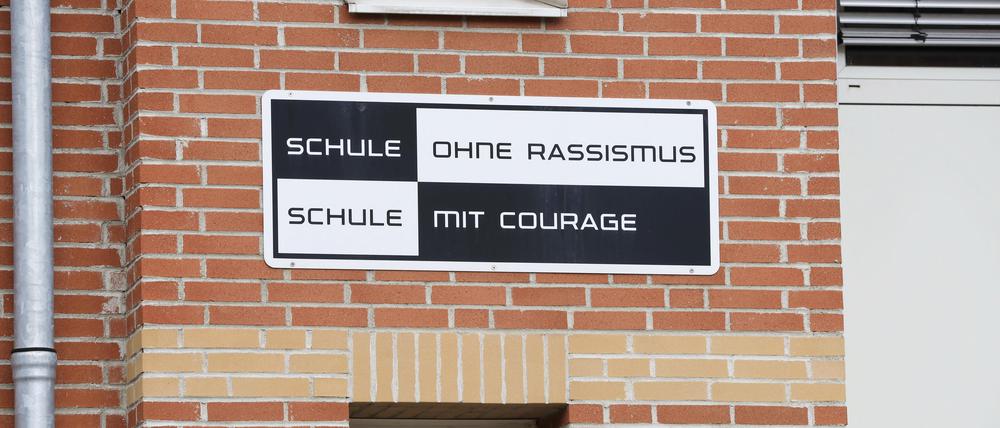 SCHULE OHNE RASSISMUS
SCHULE MIT COURAGE